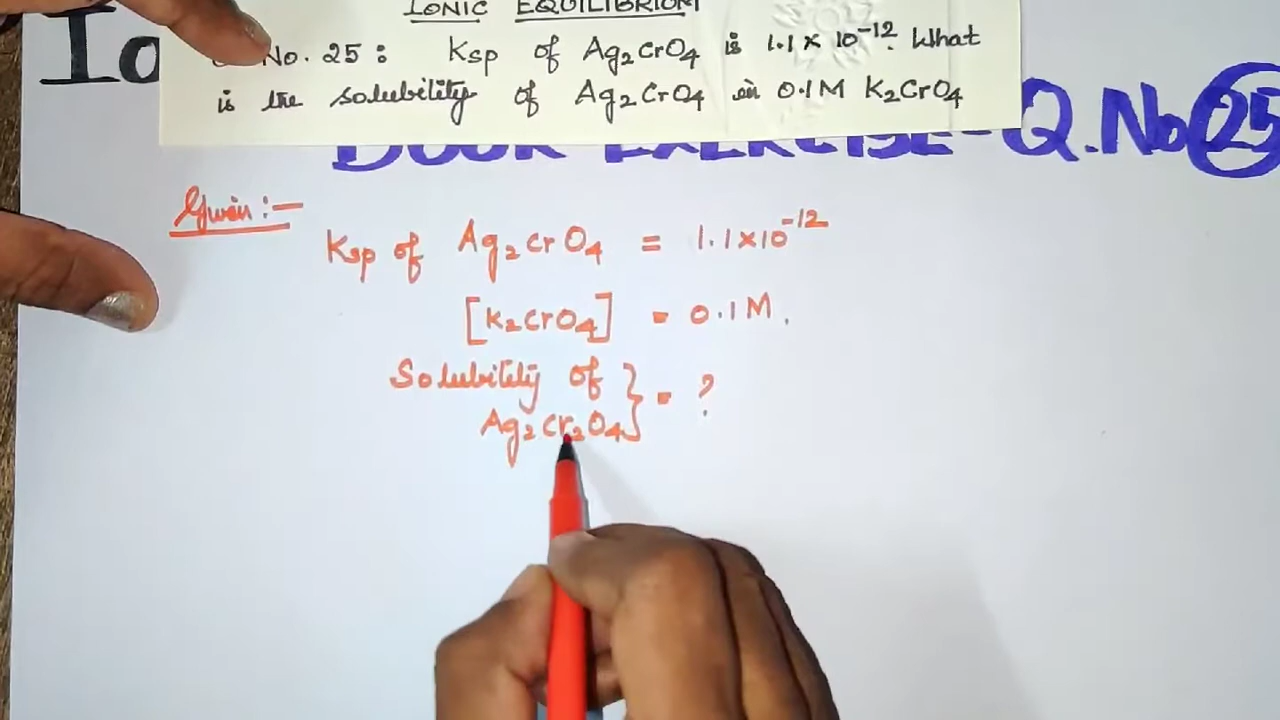 IONIC EQUILIBRIUM
No. 25 : Ksp of Ag₂CrO₄ is 1.1 × 10⁻¹². What
is the solubility of Ag₂CrO₄ in 0.1M K₂CrO₄
Io
BOOK EXERCISE-Q.No 25
Given :-
Ksp of Ag₂CrO₄ = 1.1×10⁻¹²
[K₂CrO₄] = 0.1M.
Solubility of
Ag₂Cr₂O₄ } = ?